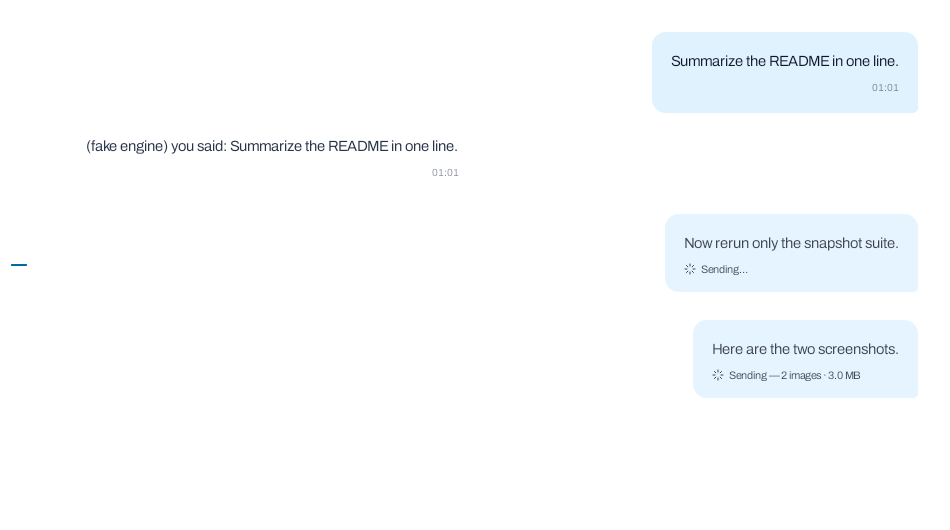 Summarize the README in one line.
01:01
(fake engine) you said: Summarize the README in one line.
01:01
Now rerun only the snapshot suite.
Sending…
Here are the two screenshots.
Sending — 2 images · 3.0 MB